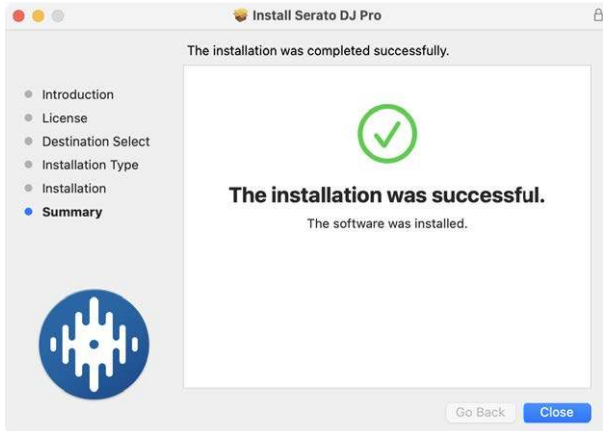 Install Serato DJ Pro
The installation was completed successfully.
Introduction
License
Destination Select
Installation Type
Installation
Summary
The installation was successful.
The software was installed.
Go Back
Close